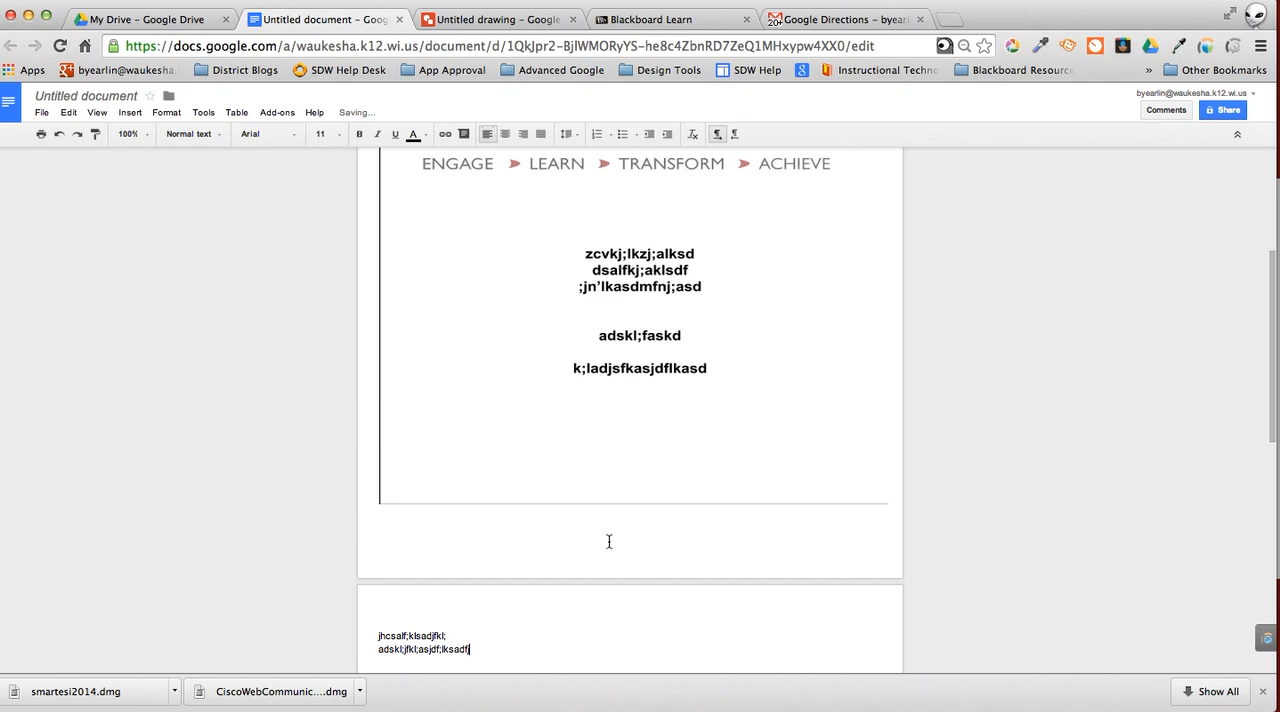 My Drive - Google Drive
Untitled document - Goog
Untitled drawing - Google
Bb Blackboard Learn
20+ Google Directions - byearl
https://docs.google.com/a/waukesha.k12.wi.us/document/d/1QkJpr2-BjlWMORyYS-he8c4ZbnRD7ZeQ1MHxypw4XX0/edit
Apps byearlin@waukesha. District Blogs SDW Help Desk App Approval Advanced Google Design Tools SDW Help Instructional Techno Blackboard Resourc » Other Bookmarks
Untitled document
byearlin@waukesha.k12.wi.us
File Edit View Insert Format Tools Table Add-ons Help Saving...
Comments Share
100% Normal text Arial 11 B I U A
ENGAGE LEARN TRANSFORM ACHIEVE
zcvkj;lkzj;alksd
dsalfkj;aklsdf
;jn’lkasdmfnj;asd
adskl;faskd
k;ladjsfkasjdflkasd
jhcsalf;klsadjfkl;
adskl;jfkl;asjdf;lksadf
smartesi2014.dmg CiscoWebCommunic....dmg Show All